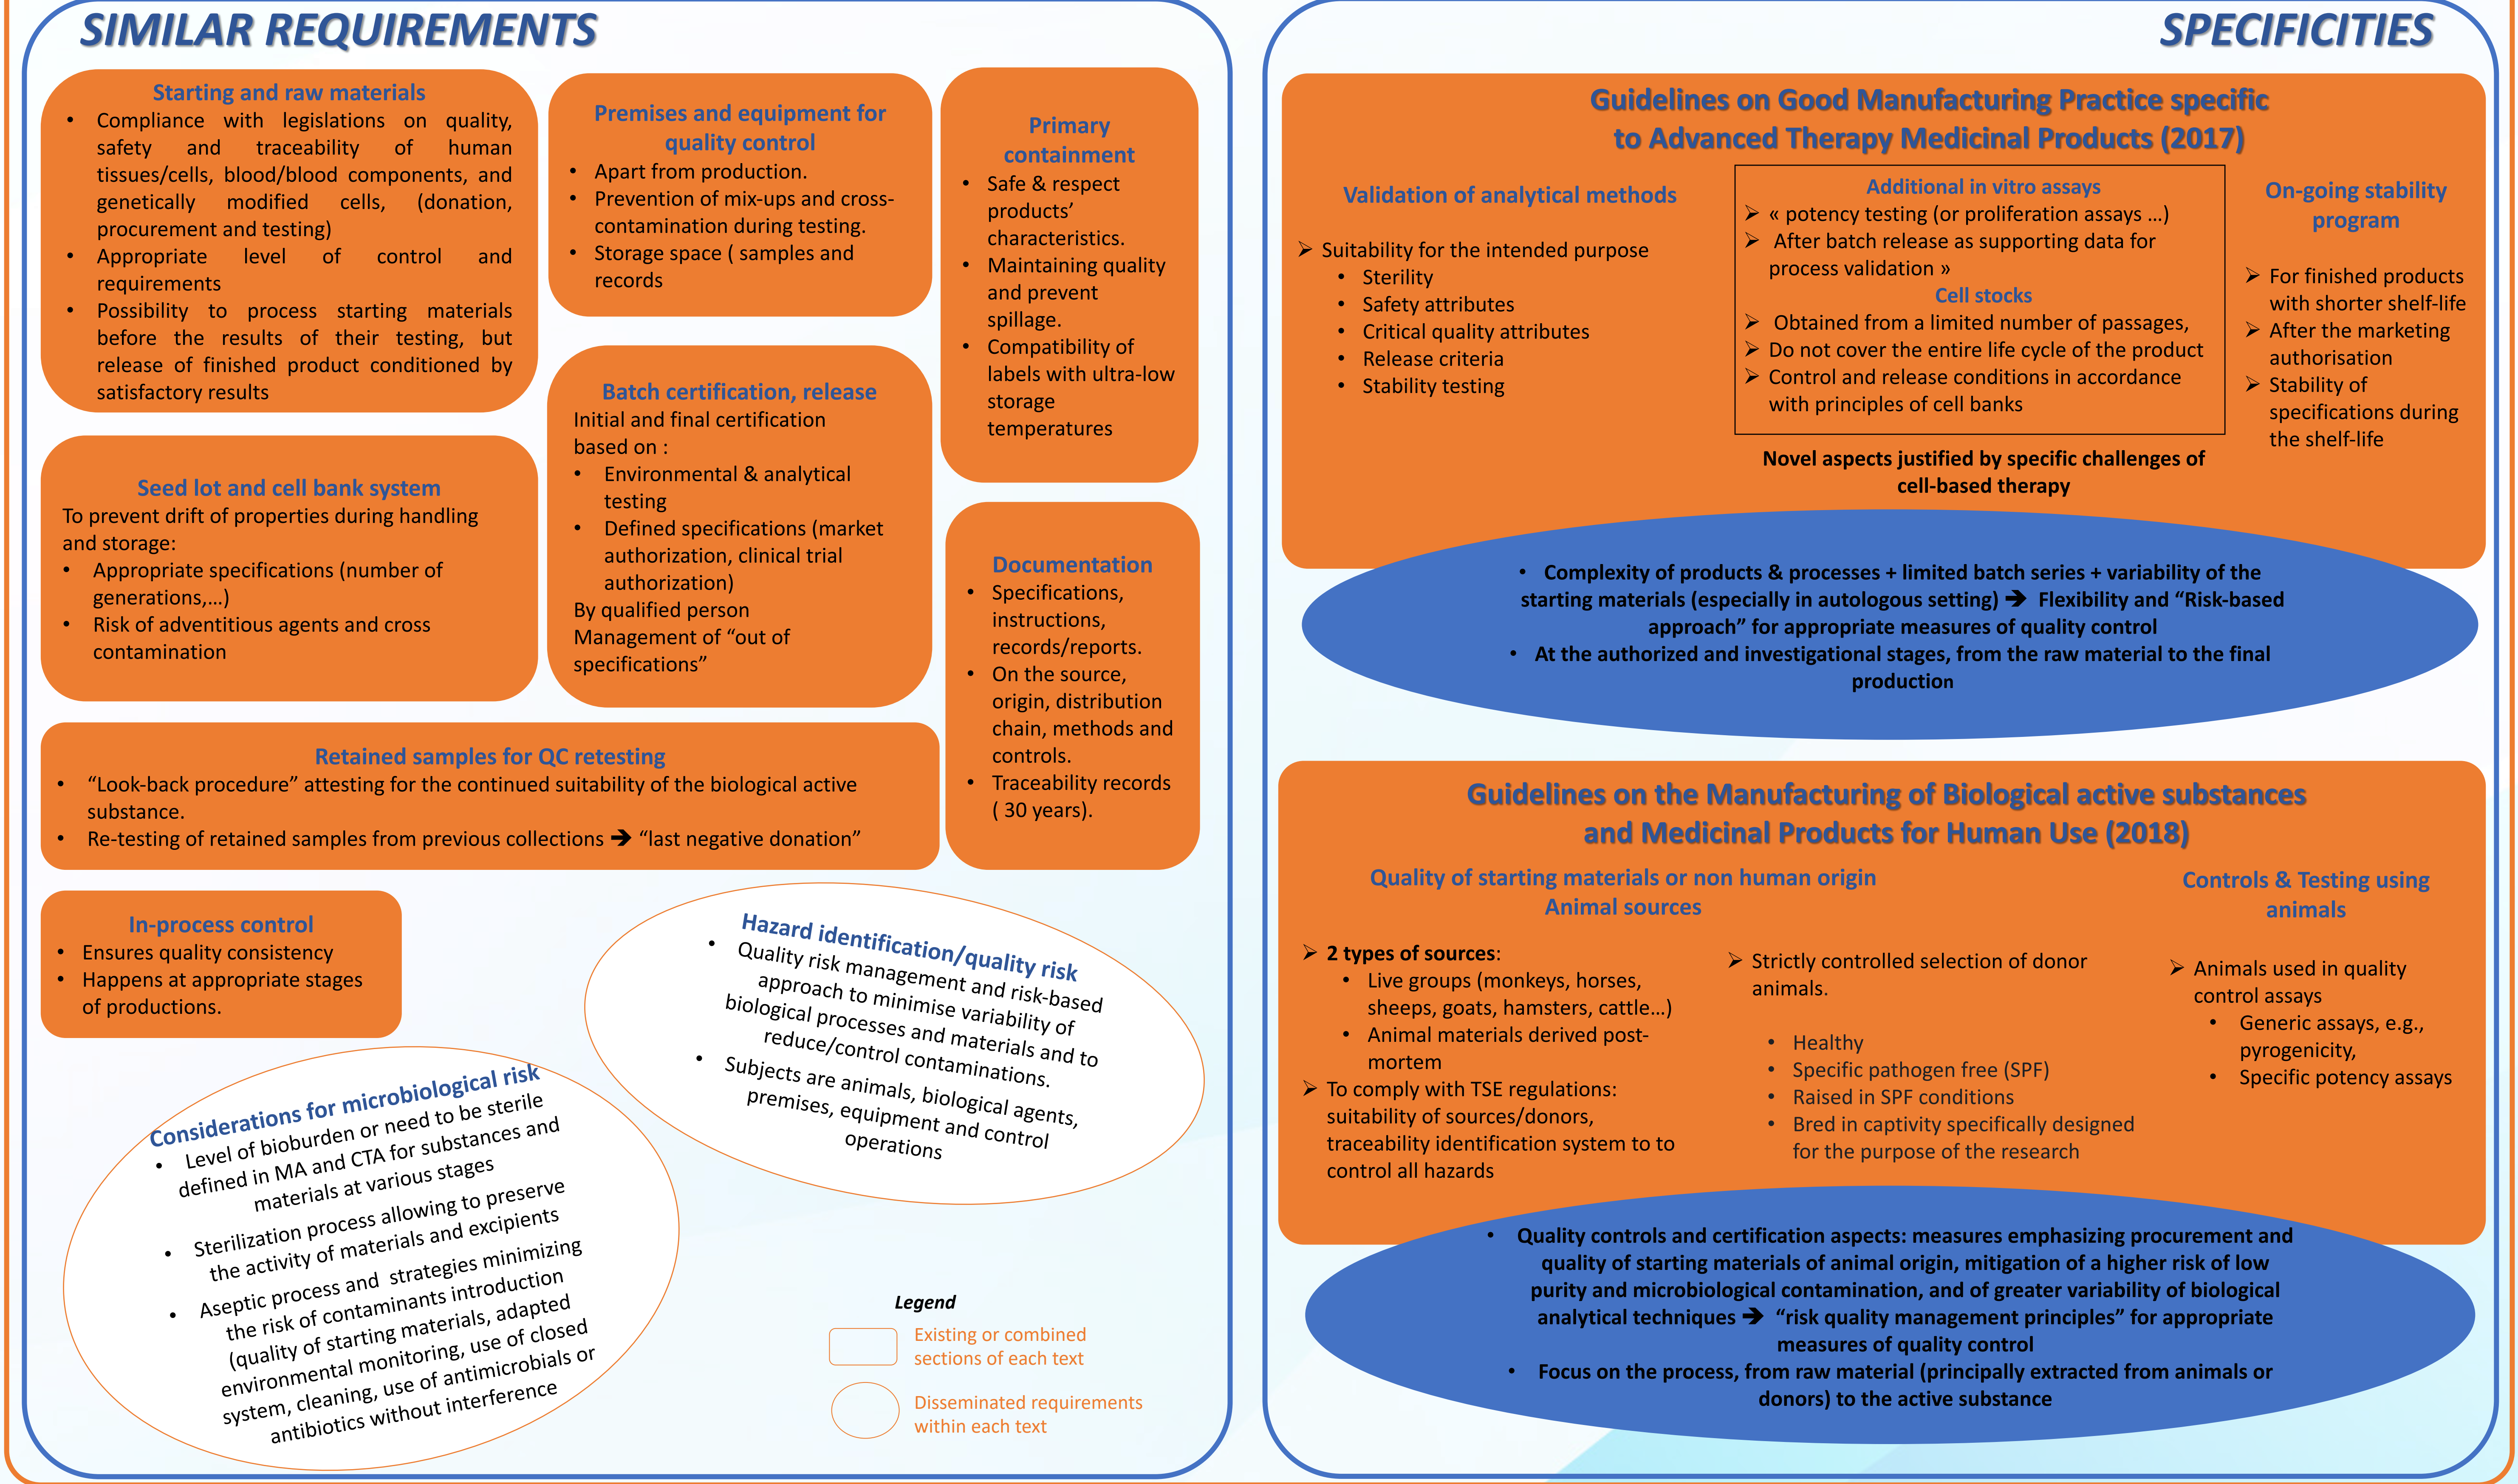 SIMILAR REQUIREMENTS
Starting and raw materials
• Compliance with legislations on quality,
safety and traceability of human
tissues/cells, blood/blood components, and
genetically modified cells, (donation,
procurement and testing)
• Appropriate level of control and
requirements
• Possibility to process starting materials
before the results of their testing, but
release of finished product conditioned by
satisfactory results
Premises and equipment for
quality control
• Apart from production.
• Prevention of mix-ups and cross-
contamination during testing.
• Storage space ( samples and
records
Primary
containment
• Safe & respect
products’
characteristics.
• Maintaining quality
and prevent
spillage.
• Compatibility of
labels with ultra-low
storage
temperatures
Seed lot and cell bank system
To prevent drift of properties during handling
and storage:
• Appropriate specifications (number of
generations,…)
• Risk of adventitious agents and cross
contamination
Batch certification, release
Initial and final certification
based on :
• Environmental & analytical
testing
• Defined specifications (market
authorization, clinical trial
authorization)
By qualified person
Management of “out of
specifications”
Documentation
• Specifications,
instructions,
records/reports.
• On the source,
origin, distribution
chain, methods and
controls.
• Traceability records
( 30 years).
Retained samples for QC retesting
• “Look-back procedure” attesting for the continued suitability of the biological active
substance.
• Re-testing of retained samples from previous collections ➔ “last negative donation”
In-process control
• Ensures quality consistency
• Happens at appropriate stages
of productions.
Hazard identification/quality risk
• Quality risk management and risk-based
approach to minimise variability of
biological processes and materials and to
reduce/control contaminations.
• Subjects are animals, biological agents,
premises, equipment and control
operations
Considerations for microbiological risk
• Level of bioburden or need to be sterile
defined in MA and CTA for substances and
materials at various stages
• Sterilization process allowing to preserve
the activity of materials and excipients
• Aseptic process and strategies minimizing
the risk of contaminants introduction
(quality of starting materials, adapted
environmental monitoring, use of closed
system, cleaning, use of antimicrobials or
antibiotics without interference
Legend
Existing or combined
sections of each text
Disseminated requirements
within each text
SPECIFICITIES
Guidelines on Good Manufacturing Practice specific
to Advanced Therapy Medicinal Products (2017)
Validation of analytical methods
➢ Suitability for the intended purpose
• Sterility
• Safety attributes
• Critical quality attributes
• Release criteria
• Stability testing
Additional in vitro assays
➢ « potency testing (or proliferation assays …)
➢ After batch release as supporting data for
process validation »
Cell stocks
➢ Obtained from a limited number of passages,
➢ Do not cover the entire life cycle of the product
➢ Control and release conditions in accordance
with principles of cell banks
Novel aspects justified by specific challenges of
cell-based therapy
On-going stability
program
➢ For finished products
with shorter shelf-life
➢ After the marketing
authorisation
➢ Stability of
specifications during
the shelf-life
• Complexity of products & processes + limited batch series + variability of the
starting materials (especially in autologous setting) ➔ Flexibility and “Risk-based
approach” for appropriate measures of quality control
• At the authorized and investigational stages, from the raw material to the final
production
Guidelines on the Manufacturing of Biological active substances
and Medicinal Products for Human Use (2018)
Quality of starting materials or non human origin
Animal sources
➢ 2 types of sources:
• Live groups (monkeys, horses,
sheeps, goats, hamsters, cattle…)
• Animal materials derived post-
mortem
➢ To comply with TSE regulations:
suitability of sources/donors,
traceability identification system to to
control all hazards
➢ Strictly controlled selection of donor
animals.
• Healthy
• Specific pathogen free (SPF)
• Raised in SPF conditions
• Bred in captivity specifically designed
for the purpose of the research
Controls & Testing using
animals
➢ Animals used in quality
control assays
• Generic assays, e.g.,
pyrogenicity,
• Specific potency assays
• Quality controls and certification aspects: measures emphasizing procurement and
quality of starting materials of animal origin, mitigation of a higher risk of low
purity and microbiological contamination, and of greater variability of biological
analytical techniques ➔ “risk quality management principles” for appropriate
measures of quality control
• Focus on the process, from raw material (principally extracted from animals or
donors) to the active substance